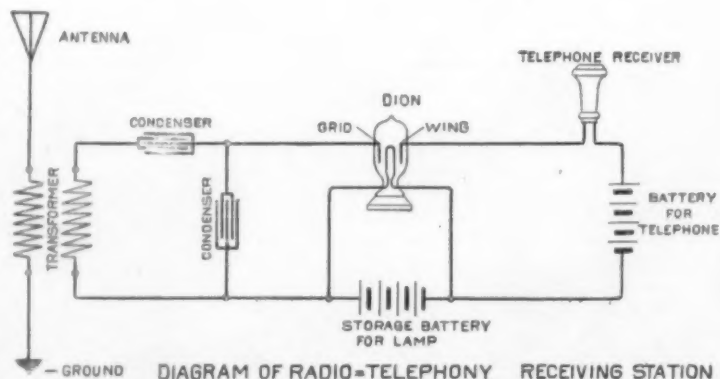 ANTENNA
TELEPHONE RECEIVER
DION
CONDENSER
GRID
WING
TRANSFORMER
CONDENSER
BATTERY
FOR
TELEPHONE
STORAGE BATTERY
FOR LAMP
-GROUND
DIAGRAM OF RADIO=TELEPHONY RECEIVING STATION